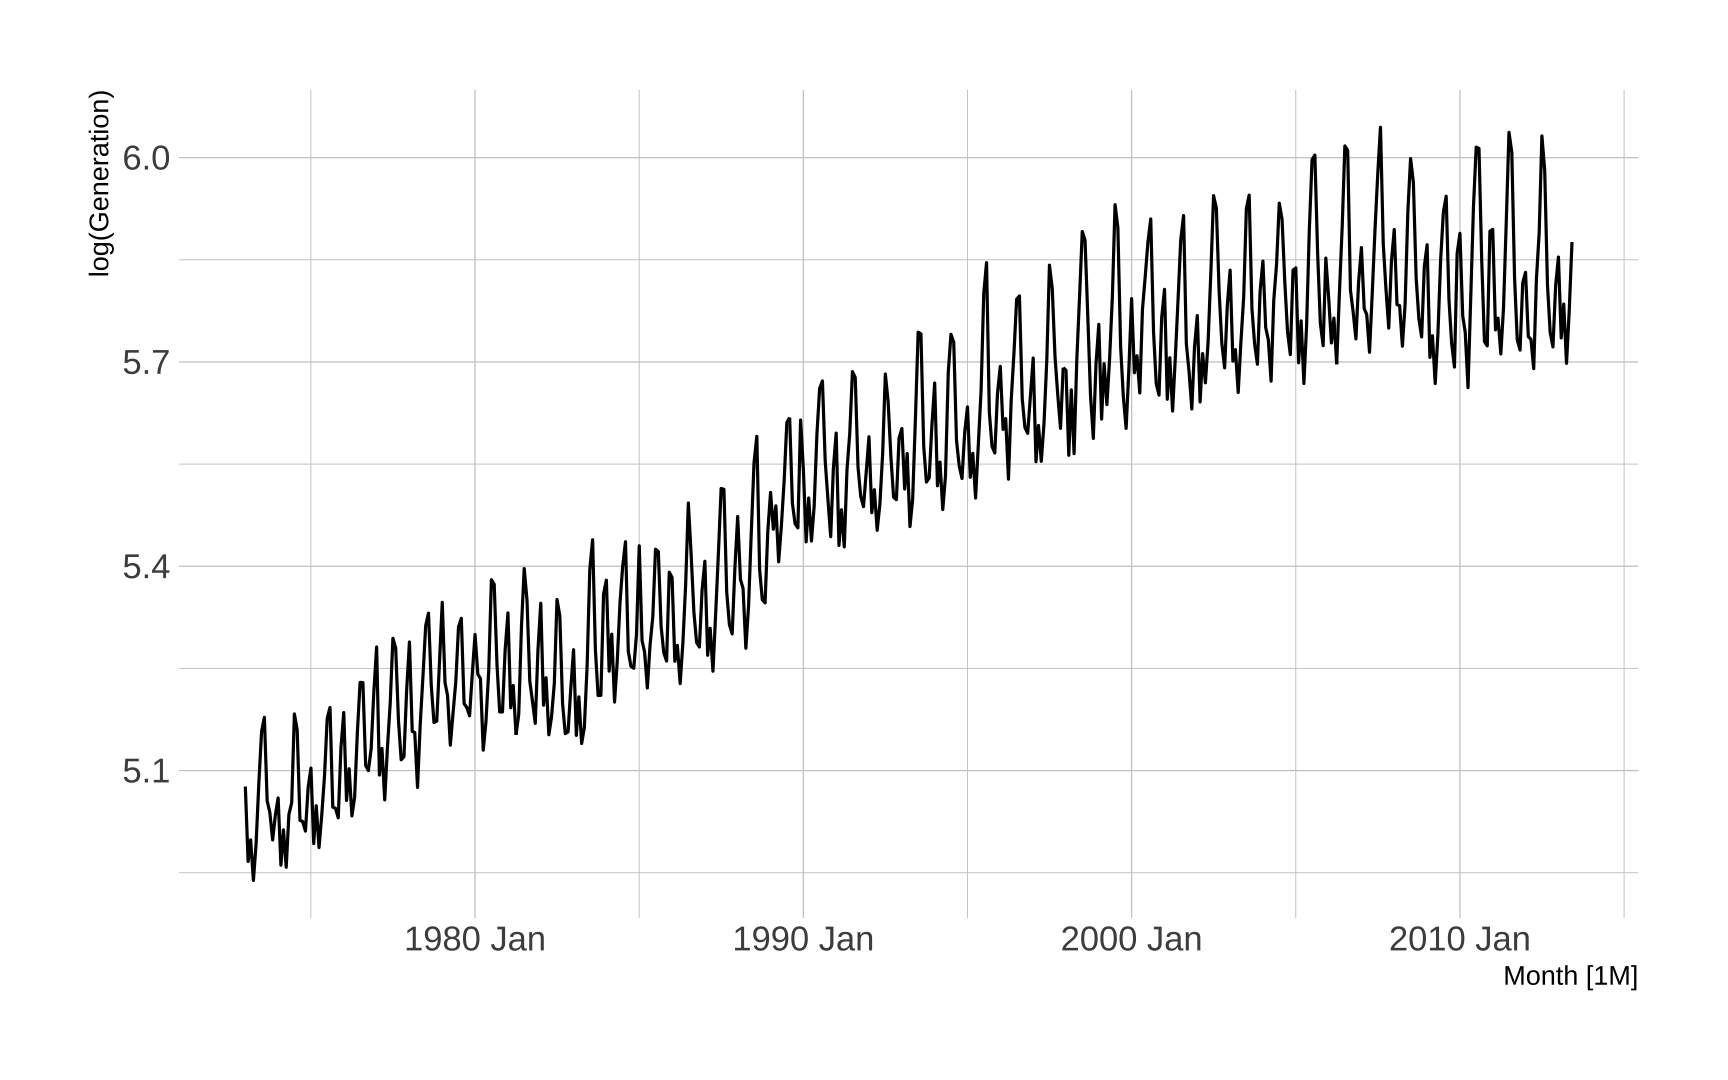 log(Generation)
6.0
5.7
5.4
5.1
1980 Jan
1990 Jan
2000 Jan
2010 Jan
Month [1M]